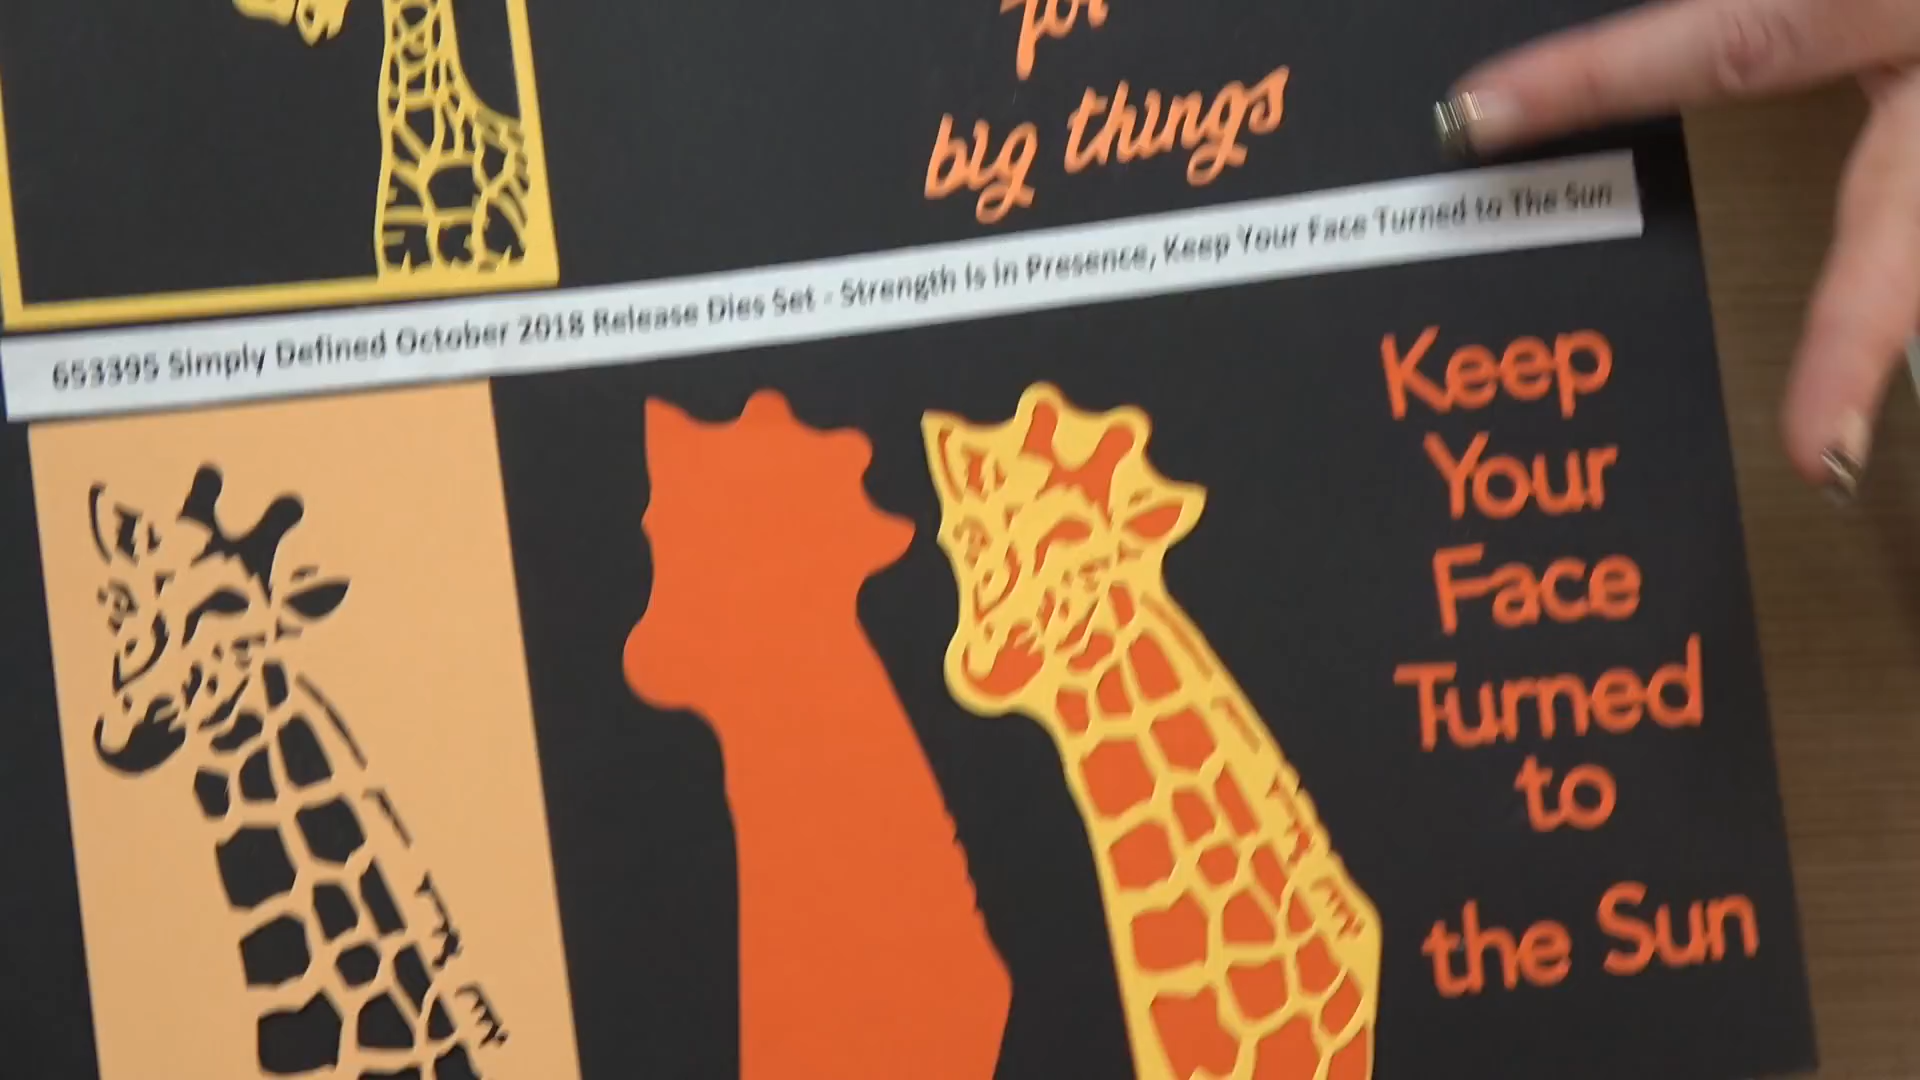 for
big things
653395 Simply Defined October 2018 Release Dies Set - Strength Is in Presence, Keep Your Face Turned to The Sun
Keep
Your
Face
Turned
to
the Sun